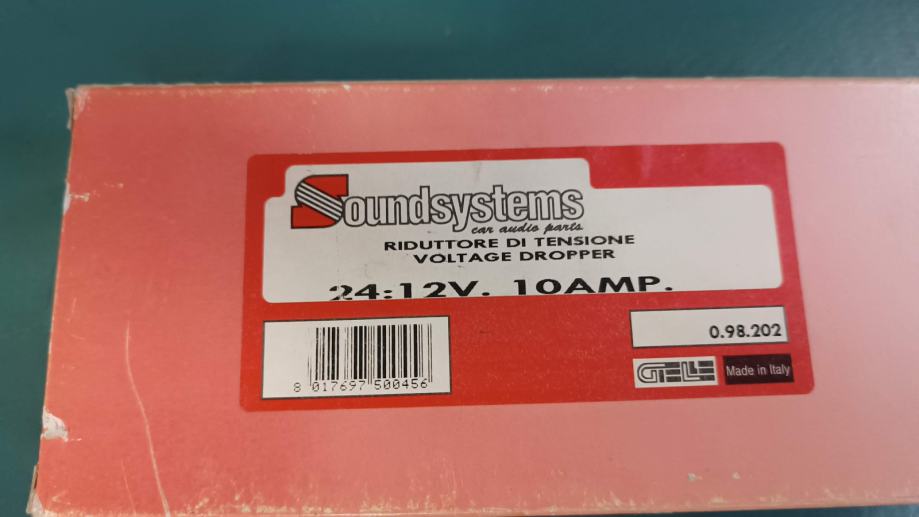 Soundsystems
car audio parts
RIDUTTORE DI TENSIONE
VOLTAGE DROPPER
24:12V. 10AMP.
0.98.202
8 017697 500456
GELE Made in Italy